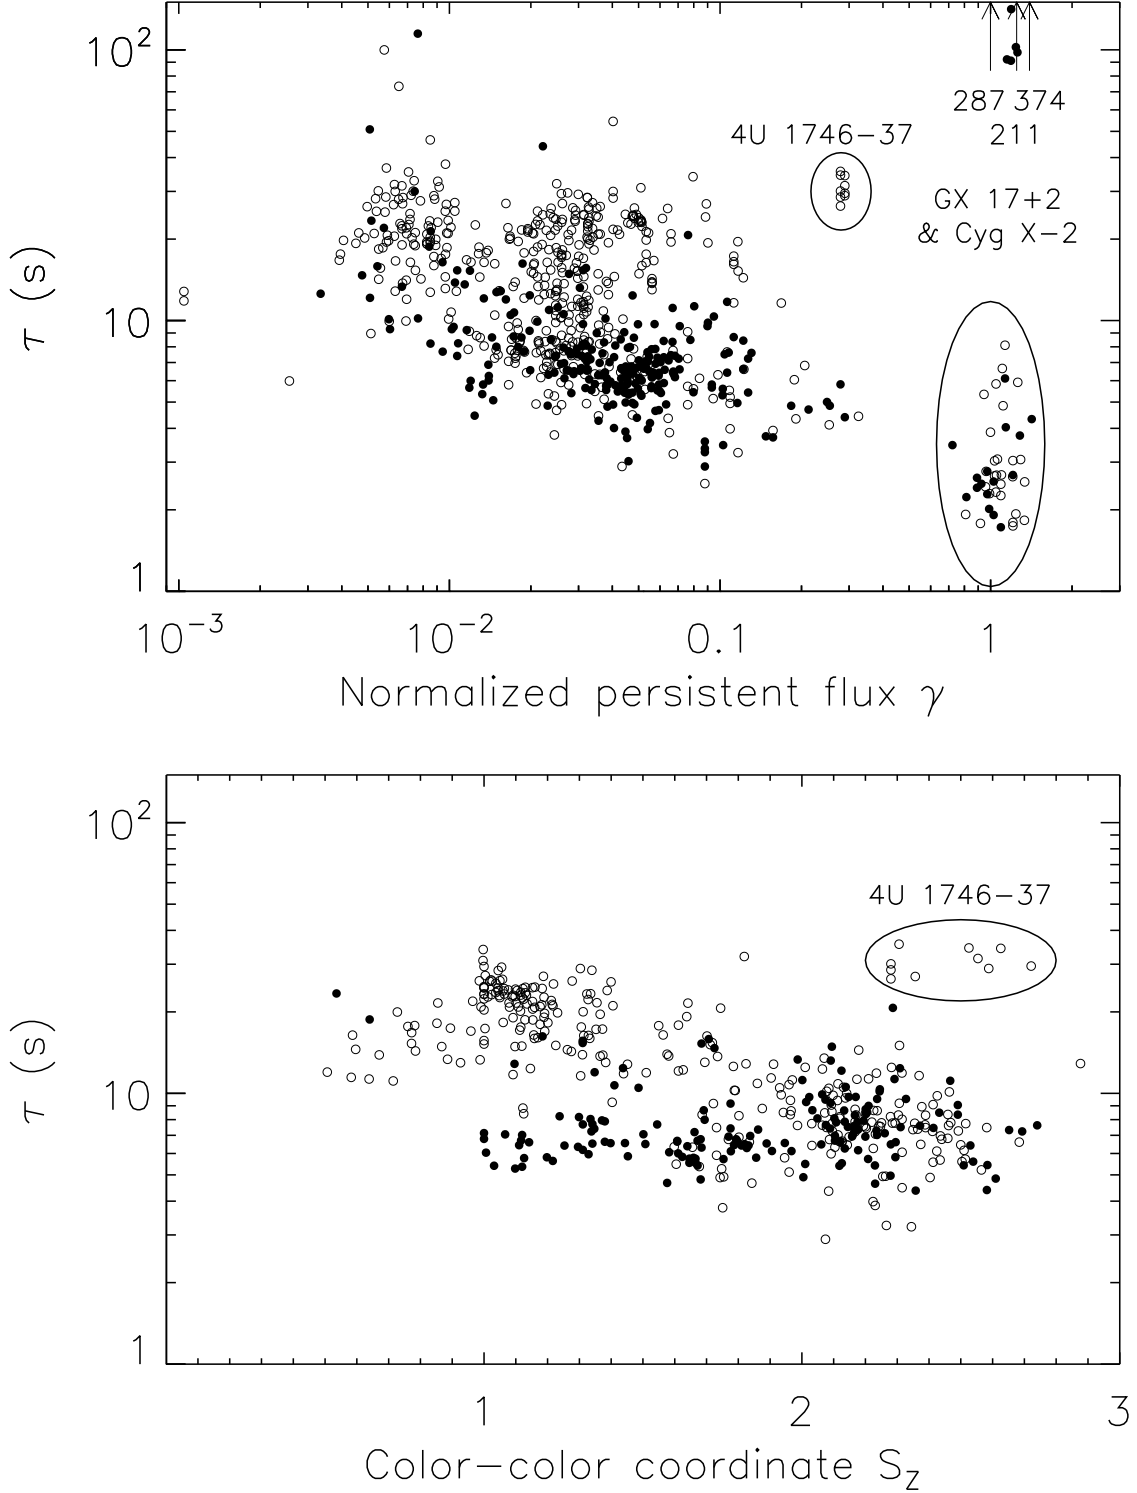 10²
τ (s)
10
1
287 374
211
4U 1746−37
GX 17+2
& Cyg X−2
10⁻³ 10⁻² 0.1 1
Normalized persistent flux γ
10²
τ (s)
10
1
4U 1746−37
1 2 3
Color−color coordinate S_Z